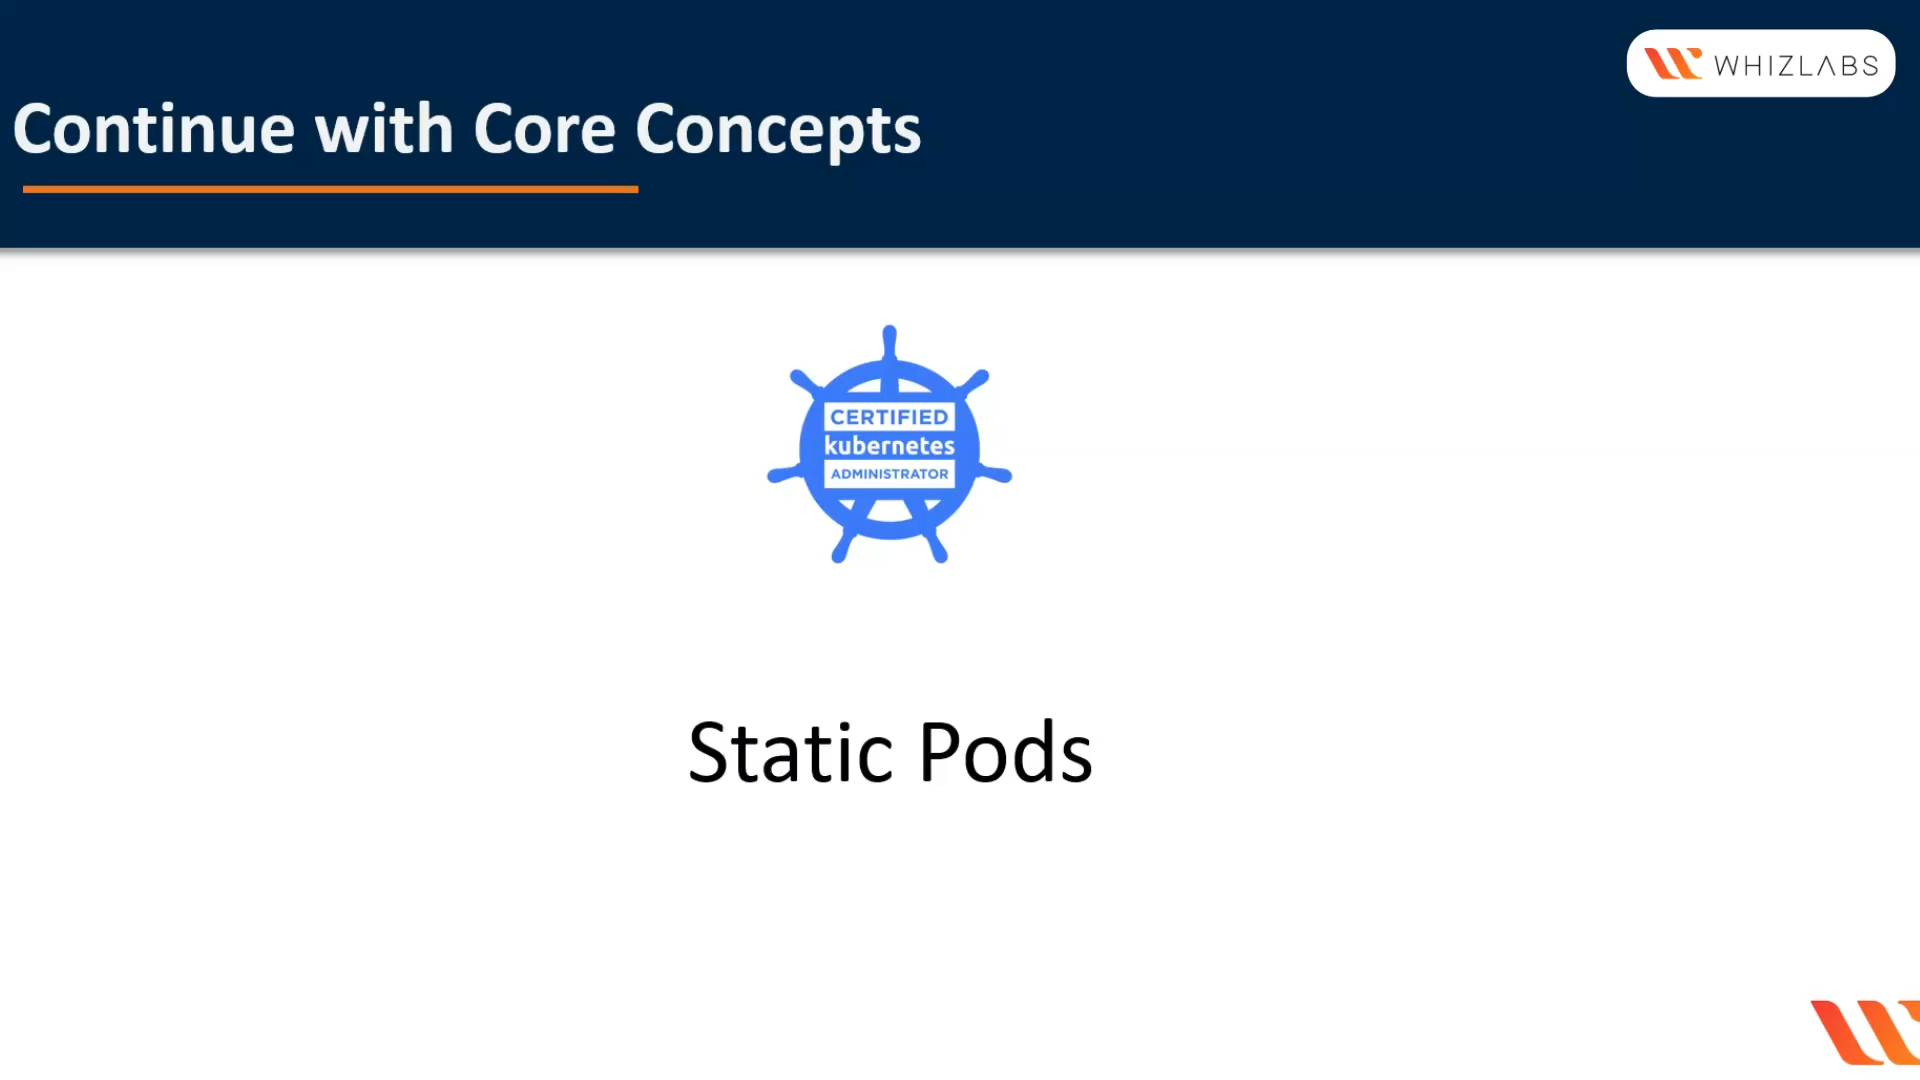 WHIZLABS
Continue with Core Concepts
CERTIFIED
kubernetes
ADMINISTRATOR
Static Pods